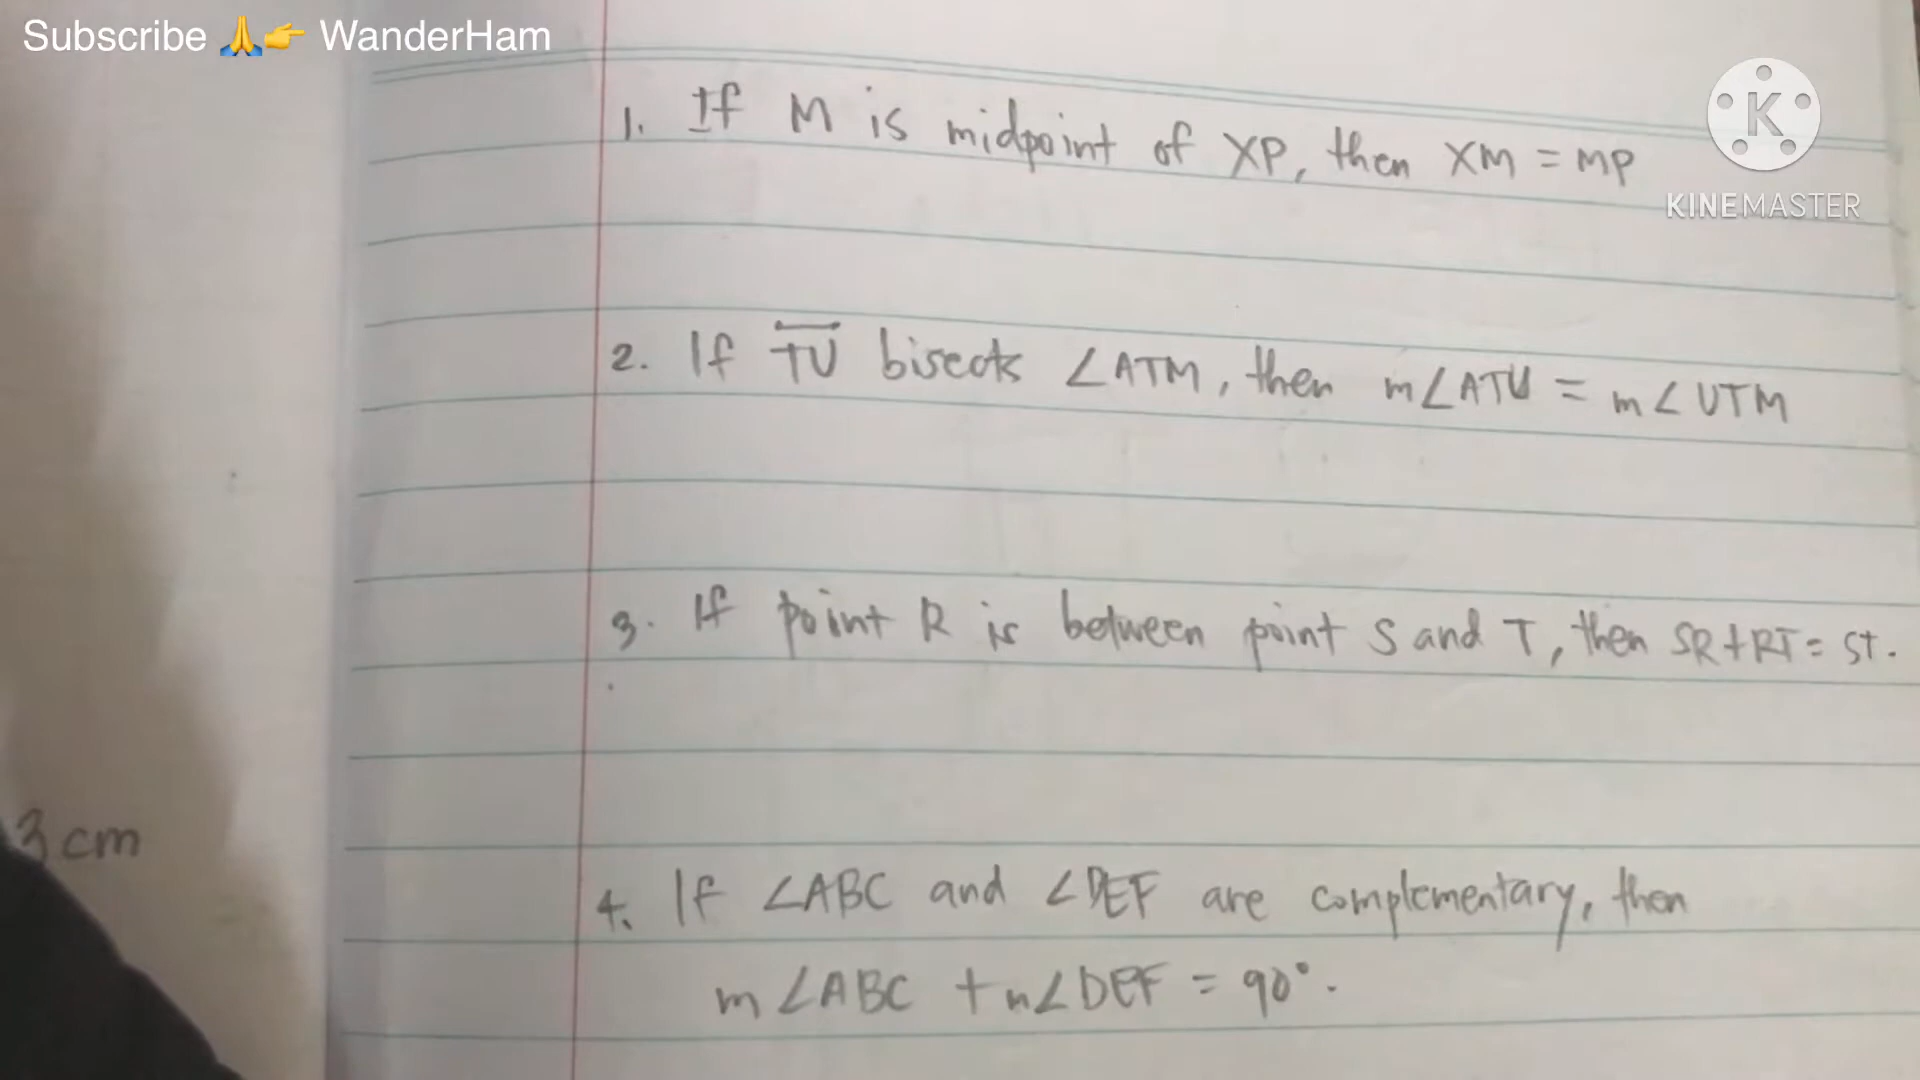 Subscribe 🙏👉 WanderHam
KINEMASTER
1. If M is midpoint of XP, then XM = MP
2. If TU bisects ∠ATM, then m∠ATU = m∠UTM
3. If point R is between point S and T, then SR+RT = ST.
4. If ∠ABC and ∠DEF are complementary, then
m∠ABC + m∠DEF = 90°.
3 cm